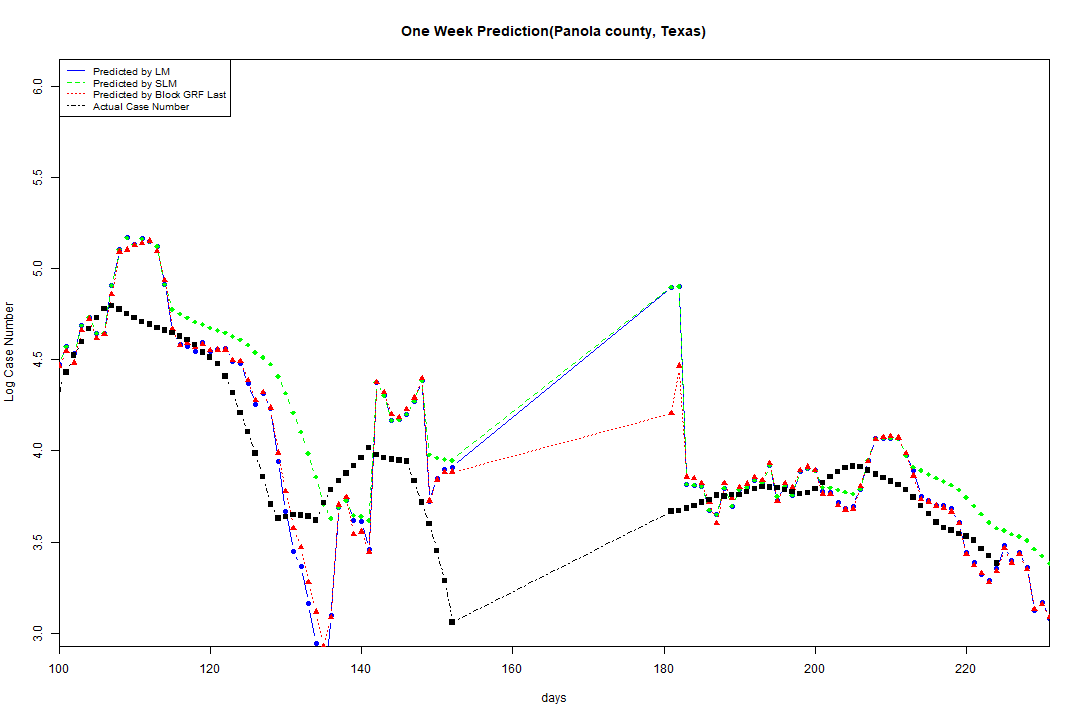 One Week Prediction(Panola county, Texas)
Predicted by LM
Predicted by SLM
Predicted by Block GRF Last
Actual Case Number
6.0
5.5
5.0
4.5
4.0
3.5
3.0
Log Case Number
100 120 140 160 180 200 220
days